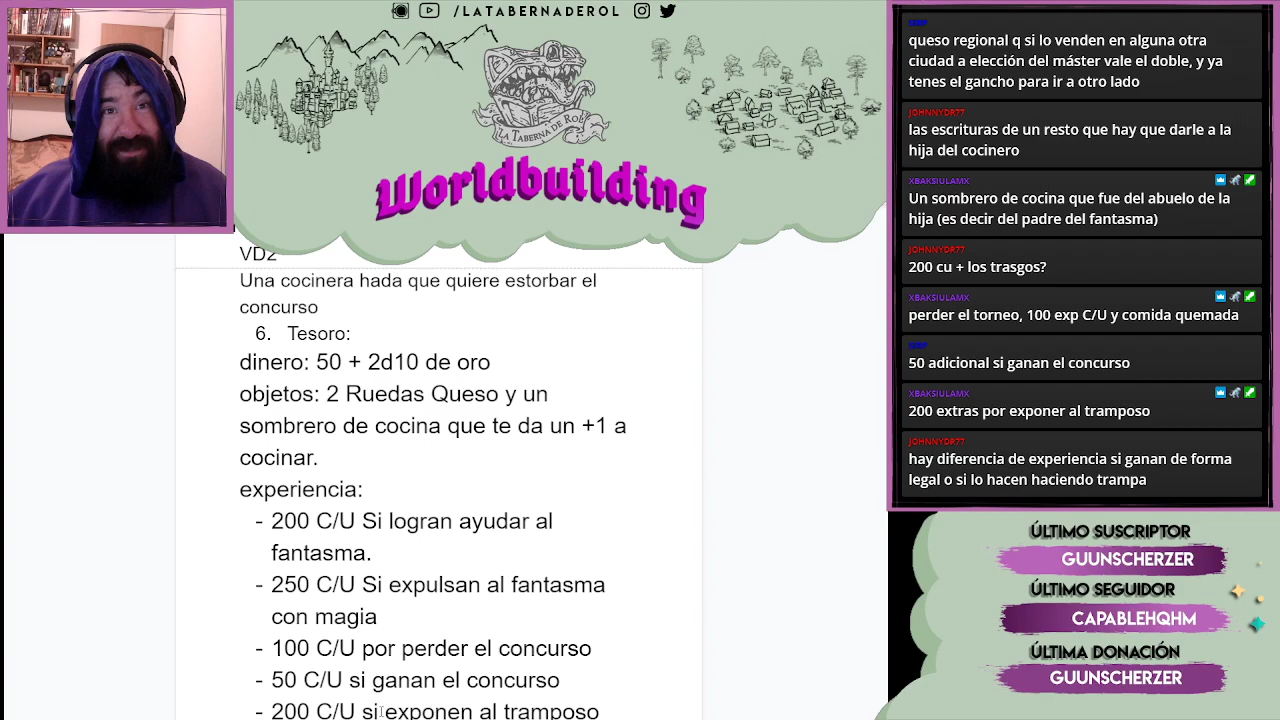 /LATABERNADEROL
LA TABERNA DE ROL
Worldbuilding
VD2
Una cocinera hada que quiere estorbar el
concurso
6. Tesoro:
dinero: 50 + 2d10 de oro
objetos: 2 Ruedas Queso y un
sombrero de cocina que te da un +1 a
cocinar.
experiencia:
- 200 C/U Si logran ayudar al
fantasma.
- 250 C/U Si expulsan al fantasma
con magia
- 100 C/U por perder el concurso
- 50 C/U si ganan el concurso
- 200 C/U si exponen al tramposo
queso regional q si lo venden en alguna otra
ciudad a elección del máster vale el doble, y ya
tenes el gancho para ir a otro lado
JOHNNYDR77
las escrituras de un resto que hay que darle a la
hija del cocinero
XBAKSIULAMX
Un sombrero de cocina que fue del abuelo de la
hija (es decir del padre del fantasma)
JOHNNYDR77
200 cu + los trasgos?
XBAKSIULAMX
perder el torneo, 100 exp C/U y comida quemada
50 adicional si ganan el concurso
XBAKSIULAMX
200 extras por exponer al tramposo
JOHNNYDR77
hay diferencia de experiencia si ganan de forma
legal o si lo hacen haciendo trampa
ÚLTIMO SUSCRIPTOR
GUUNSCHERZER
ÚLTIMO SEGUIDOR
CAPABLEHQHM
ÚLTIMA DONACIÓN
GUUNSCHERZER